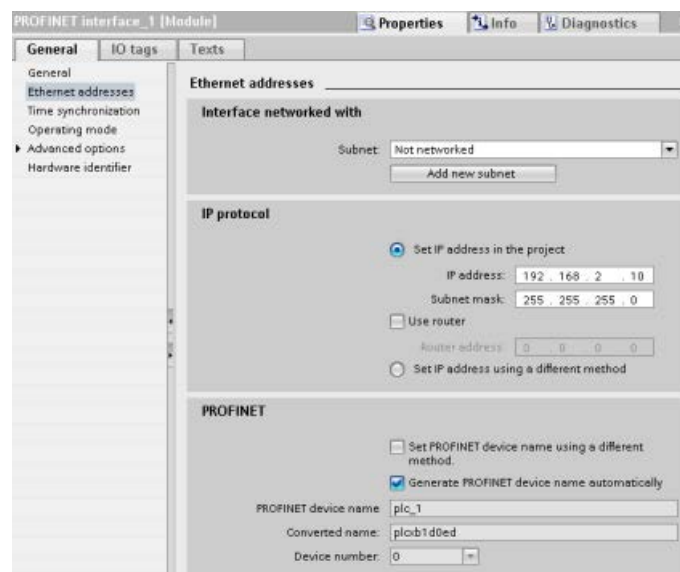 PROFINET interface_1 [Module]
Properties
Info
Diagnostics
General
IO tags
Texts
General
Ethernet addresses
Time synchronization
Operating mode
Advanced options
Hardware identifier
Ethernet addresses
Interface networked with
Subnet: Not networked
Add new subnet
IP protocol
Set IP address in the project
IP address: 192 . 168 . 2 . 10
Subnet mask: 255 . 255 . 255 . 0
Use router
Router address: 0 . 0 . 0 . 0
Set IP address using a different method
PROFINET
Set PROFINET device name using a different
method.
Generate PROFINET device name automatically
PROFINET device name plc_1
Converted name: plcxb1d0ed
Device number: 0